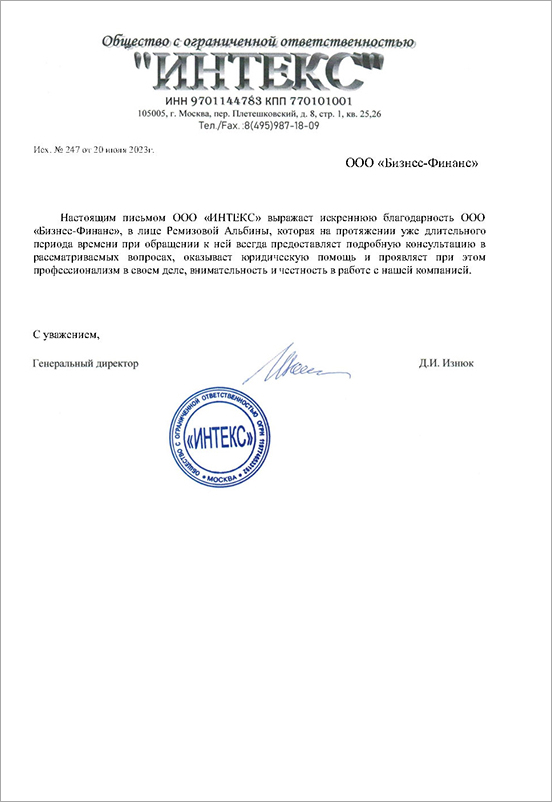 Общество с ограниченной ответственностью
"ИНТЕКС"
ИНН 9701144783 КПП 770101001
105005, г. Москва, пер. Плетешковский, д. 8, стр. 1, кв. 25,26
Тел./Fax. :8(495)987-18-09
Исх. № 247 от 20 июля 2023г.
ООО «Бизнес-Финанс»
Настоящим письмом ООО «ИНТЕКС» выражает искреннюю благодарность ООО
«Бизнес-Финанс», в лице Ремизовой Альбины, которая на протяжении уже длительного
периода времени при обращении к ней всегда предоставляет подробную консультацию в
рассматриваемых вопросах, оказывает юридическую помощь и проявляет при этом
профессионализм в своем деле, внимательность и честность в работе с нашей компанией.
С уважением,
Генеральный директор
Д.И. Изнюк
ОБЩЕСТВО С ОГРАНИЧЕННОЙ ОТВЕТСТВЕННОСТЬЮ ОГРН
«ИНТЕКС»
МОСКВА